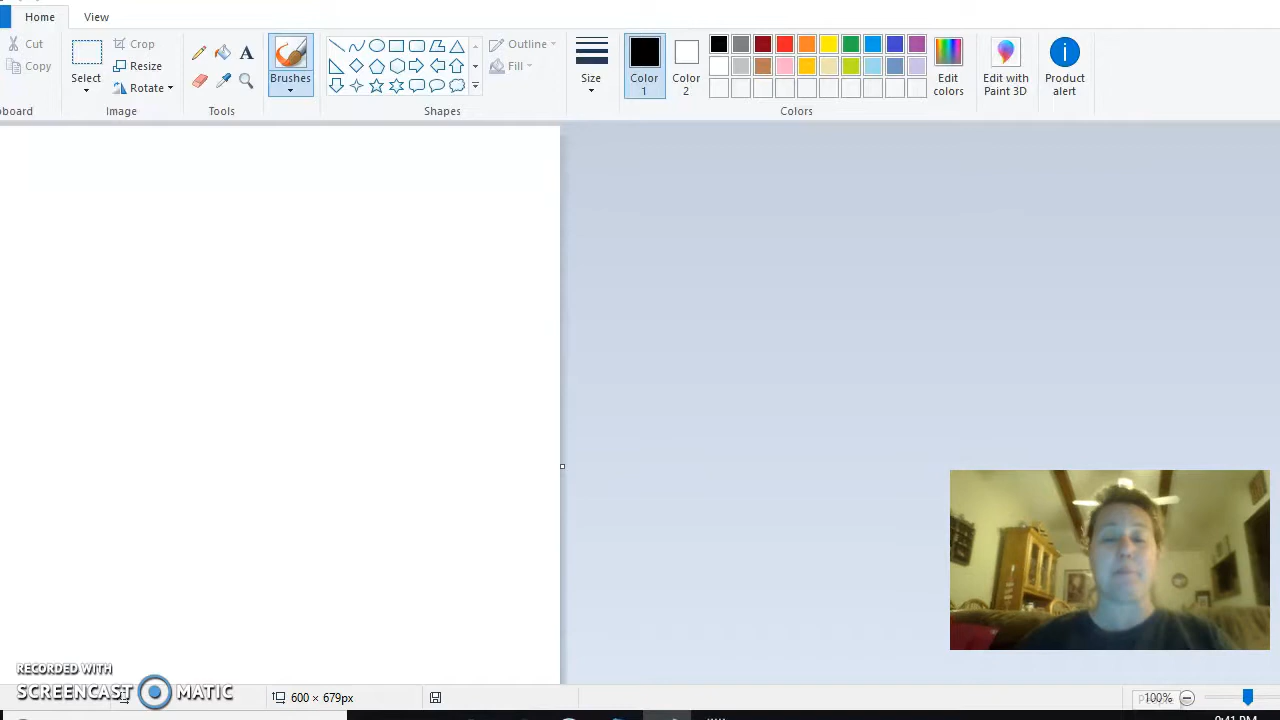 Home View
Cut Crop
Copy Select Resize Brushes Outline Size Color 1 Color 2 Edit colors Edit with Paint 3D Product alert
Rotate A Fill
Image Tools Shapes Colors
RECORDED WITH
SCREENCAST MATIC
600 × 679px 100%